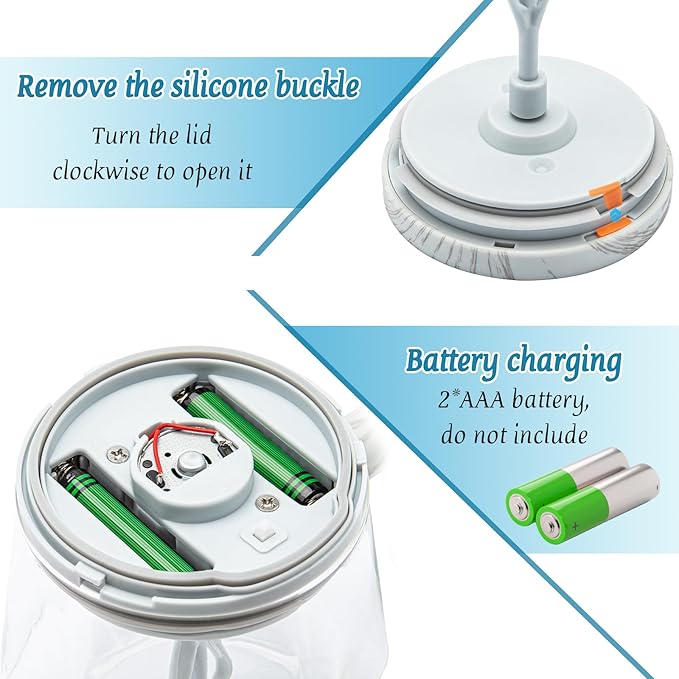 Remove the silicone buckle
Turn the lid
clockwise to open it
Battery charging
2*AAA battery,
do not include
+